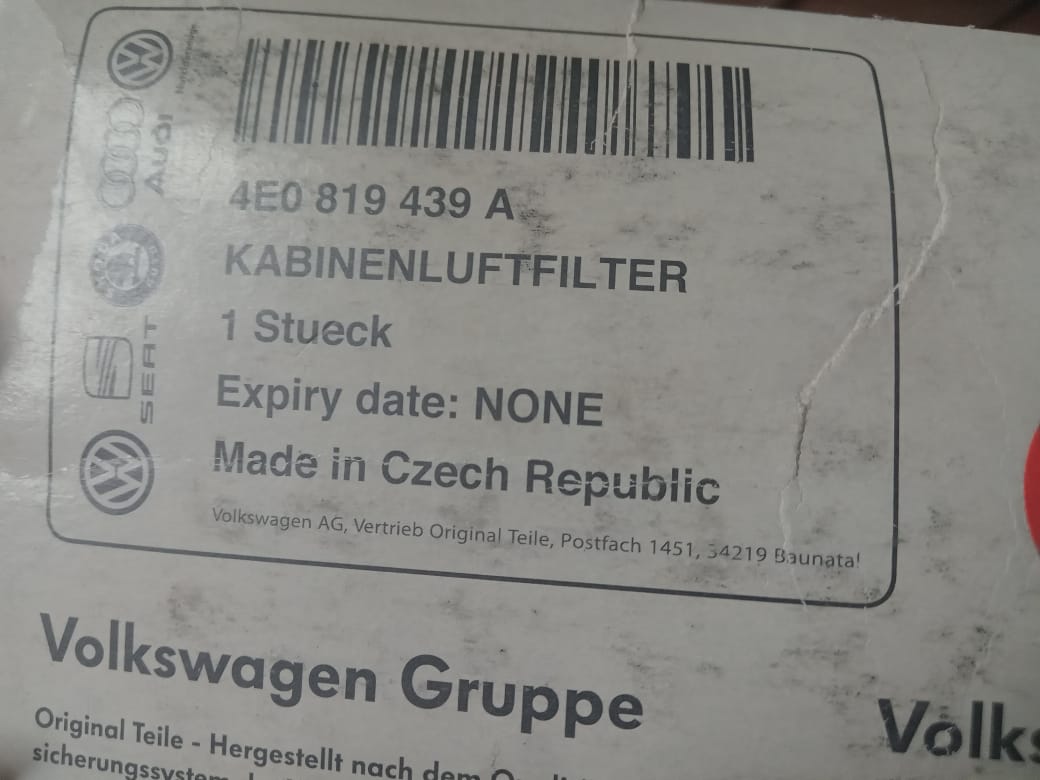 AUDI
SEAT
4E0 819 439 A
KABINENLUFTFILTER
1 Stueck
Expiry date: NONE
Made in Czech Republic
Volkswagen AG, Vertrieb Original Teile, Postfach 1451, 34219 Baunatal
Volkswagen Gruppe
Original Teile - Hergestellt nach dem
Volks